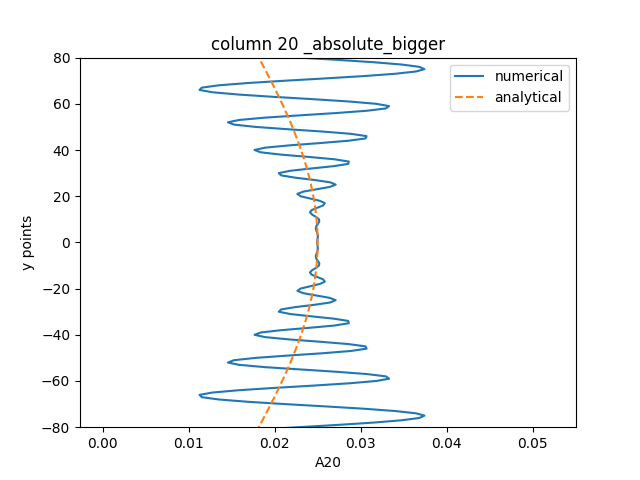 column 20 _absolute_bigger
numerical
analytical
80
60
40
20
0
−20
−40
−60
−80
y points
0.00 0.01 0.02 0.03 0.04 0.05
A20